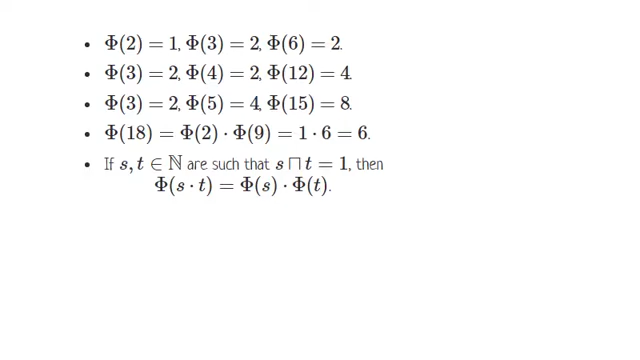 • Φ(2) = 1, Φ(3) = 2, Φ(6) = 2.
• Φ(3) = 2, Φ(4) = 2, Φ(12) = 4.
• Φ(3) = 2, Φ(5) = 4, Φ(15) = 8.
• Φ(18) = Φ(2) · Φ(9) = 1 · 6 = 6.
• If s, t ∈ ℕ are such that s ⊓ t = 1, then
Φ(s · t) = Φ(s) · Φ(t).